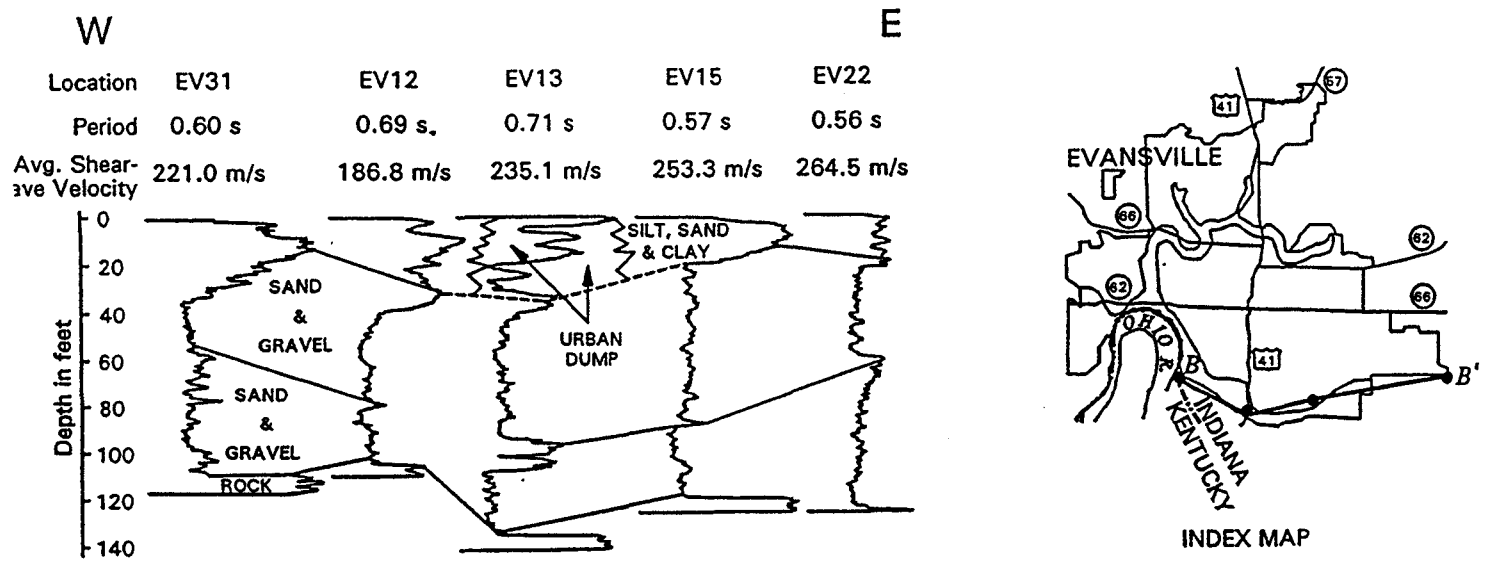 W E
Location EV31 EV12 EV13 EV15 EV22
Period 0.60 s 0.69 s. 0.71 s 0.57 s 0.56 s
Avg. Shear-
ave Velocity 221.0 m/s 186.8 m/s 235.1 m/s 253.3 m/s 264.5 m/s
Depth in feet
0
20
40
60
80
100
120
140
SAND
&
GRAVEL
SAND
&
GRAVEL
ROCK
SILT, SAND
& CLAY
URBAN
DUMP
41
67
EVANSVILLE
66
62
62
66
OHIO R.
41
B
B'
INDIANA
KENTUCKY
INDEX MAP